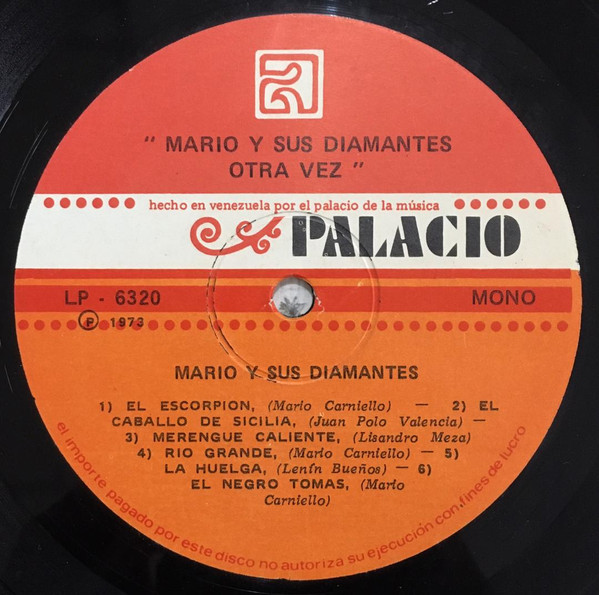 " MARIO Y SUS DIAMANTES
OTRA VEZ "
hecho en venezuela por el palacio de la música
PALACIO
LP - 6320
MONO
℗ 1973
MARIO Y SUS DIAMANTES
1) EL ESCORPION, (Mario Carniello) — 2) EL
CABALLO DE SICILIA, (Juan Polo Valencia) —
3) MERENGUE CALIENTE, (Lisandro Meza)
4) RIO GRANDE, (Mario Carniello) — 5)
LA HUELGA, (Lenín Bueños) — 6)
EL NEGRO TOMAS, (Mario
Carniello)
el importe pagado por este disco no autoriza su ejecución con fines de lucro